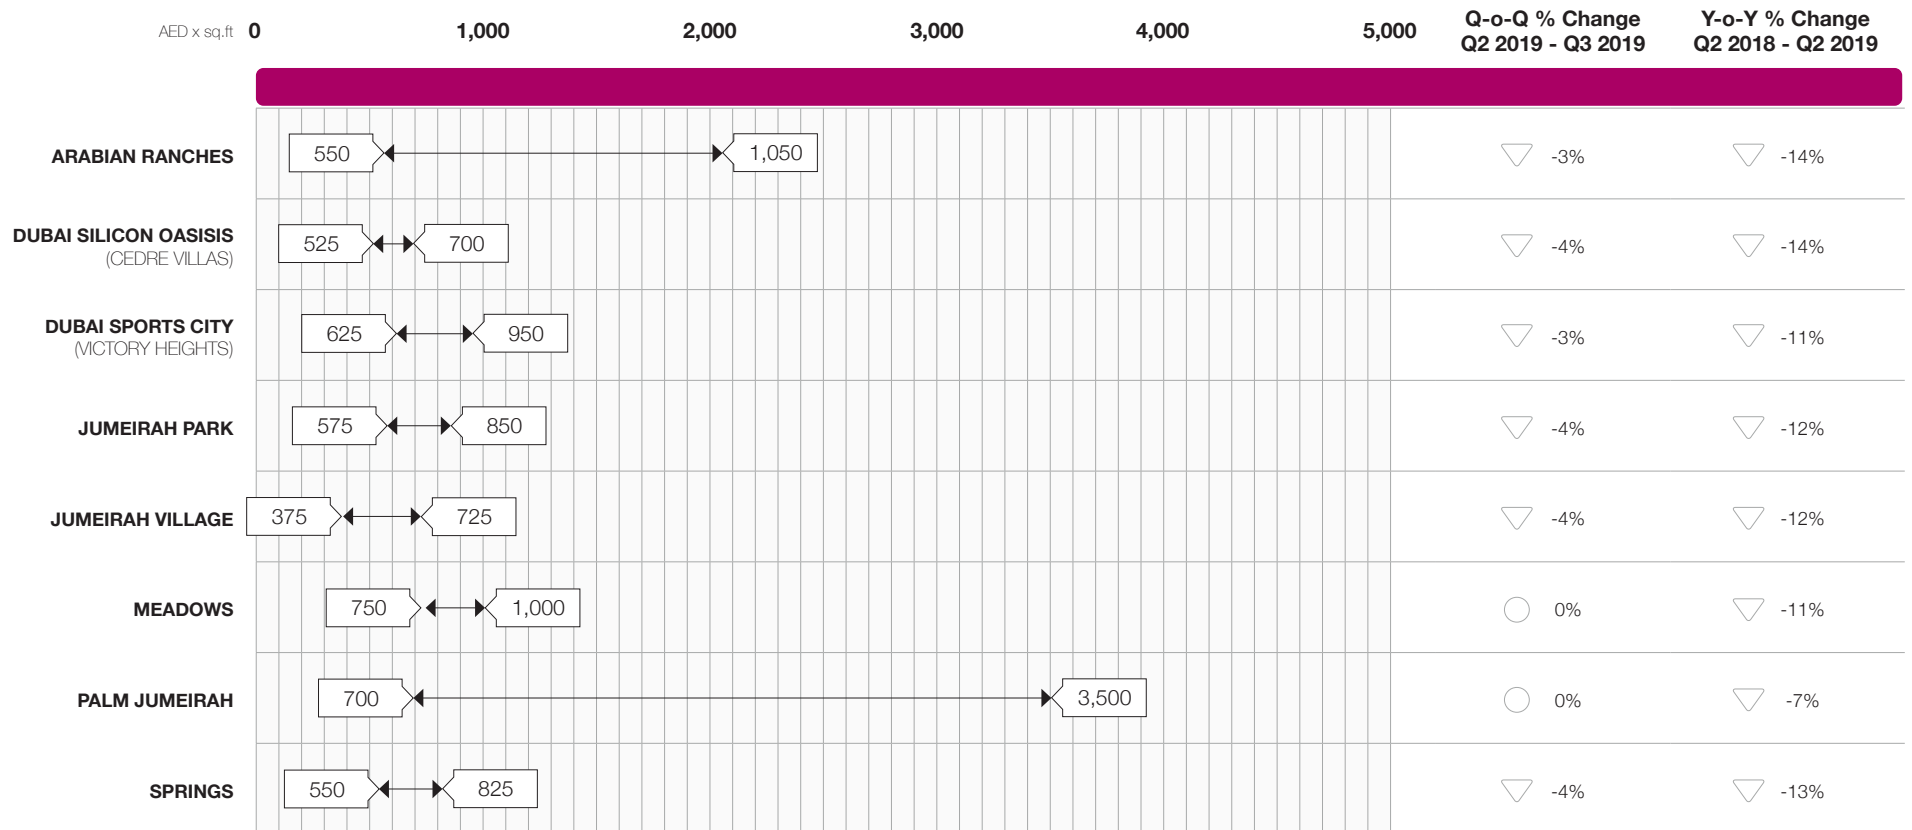 AED x sq.ft 0 1,000 2,000 3,000 4,000 5,000 Q-o-Q % Change Y-o-Y % Change
Q2 2019 - Q3 2019 Q2 2018 - Q2 2019
ARABIAN RANCHES 550 1,050 -3% -14%
DUBAI SILICON OASISIS 525 700 -4% -14%
(CEDRE VILLAS)
DUBAI SPORTS CITY 625 950 -3% -11%
(VICTORY HEIGHTS)
JUMEIRAH PARK 575 850 -4% -12%
JUMEIRAH VILLAGE 375 725 -4% -12%
MEADOWS 750 1,000 0% -11%
PALM JUMEIRAH 700 3,500 0% -7%
SPRINGS 550 825 -4% -13%